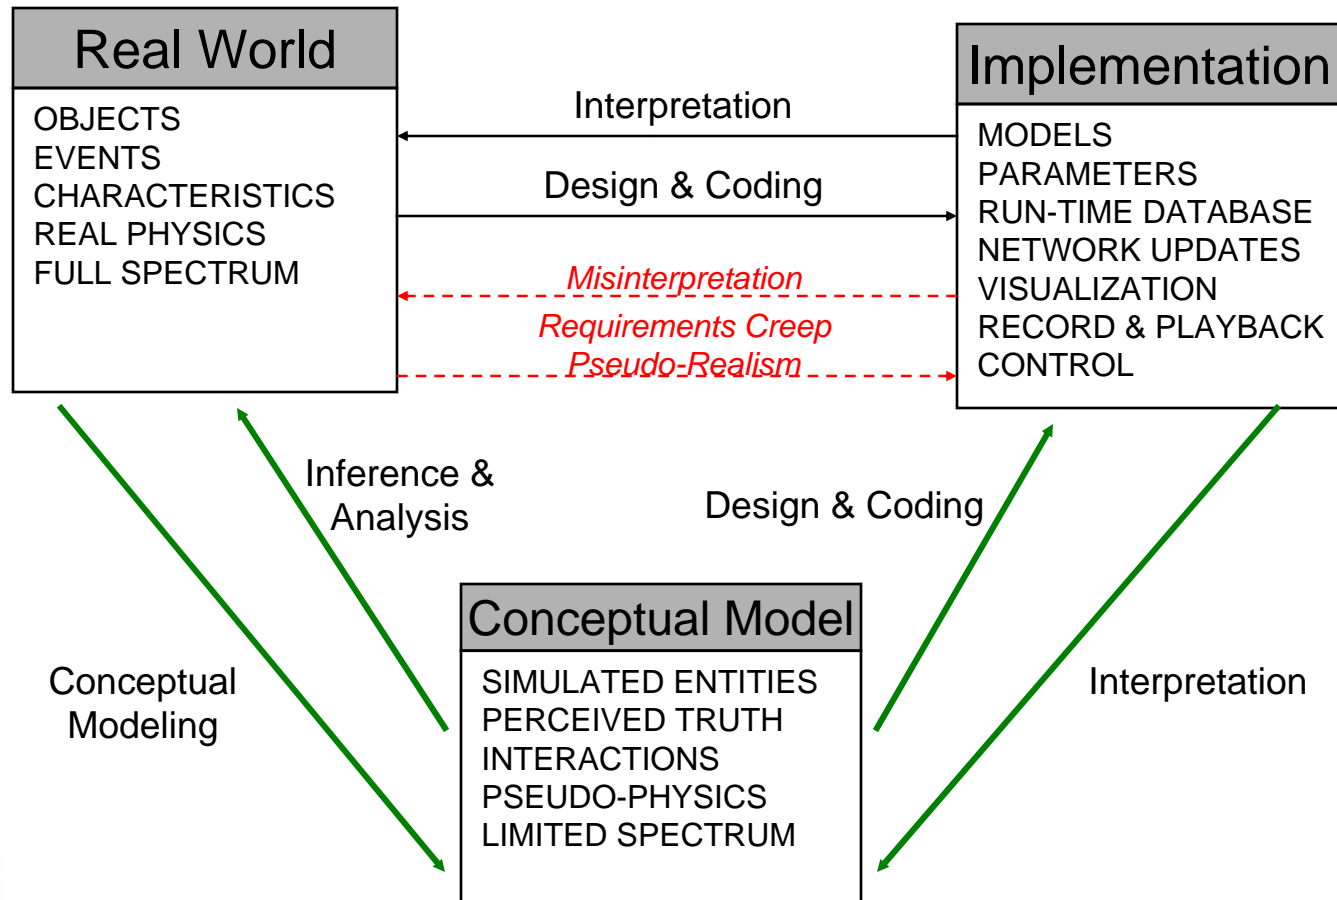 Real World
OBJECTS
EVENTS
CHARACTERISTICS
REAL PHYSICS
FULL SPECTRUM
Interpretation
Design & Coding
Misinterpretation
Requirements Creep
Pseudo-Realism
Implementation
MODELS
PARAMETERS
RUN-TIME DATABASE
NETWORK UPDATES
VISUALIZATION
RECORD & PLAYBACK
CONTROL
Inference &
Analysis
Design & Coding
Conceptual
Modeling
Conceptual Model
SIMULATED ENTITIES
PERCEIVED TRUTH
INTERACTIONS
PSEUDO-PHYSICS
LIMITED SPECTRUM
Interpretation